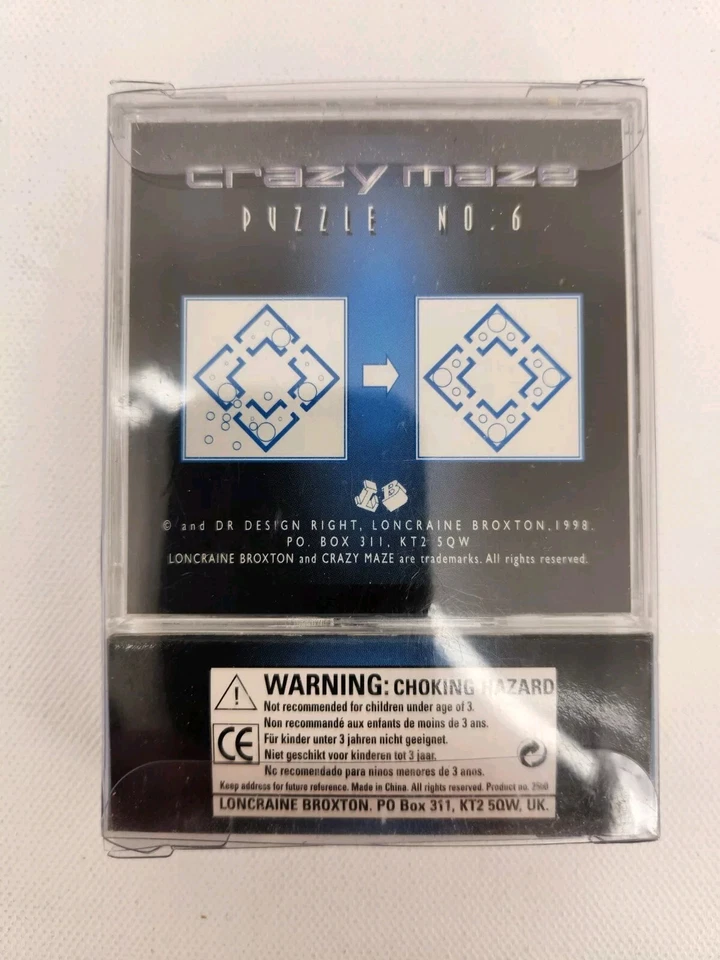 crazy maze
PUZZLE NO.6
LB
© and DR DESIGN RIGHT, LONCRAINE BROXTON, 1998.
PO. BOX 311, KT2 5QW
LONCRAINE BROXTON and CRAZY MAZE are trademarks. All rights reserved.
! WARNING: CHOKING HAZARD
Not recommended for children under age of 3.
Non recommandé aux enfants de moins de 3 ans.
CE Für kinder unter 3 jahren nicht geeignet.
Niet geschikt voor kinderen tot 3 jaar.
No recomendado para ninos menores de 3 anos.
Keep address for future reference. Made in China. All rights reserved. Product no.
LONCRAINE BROXTON. PO Box 311, KT2 5QW, UK.